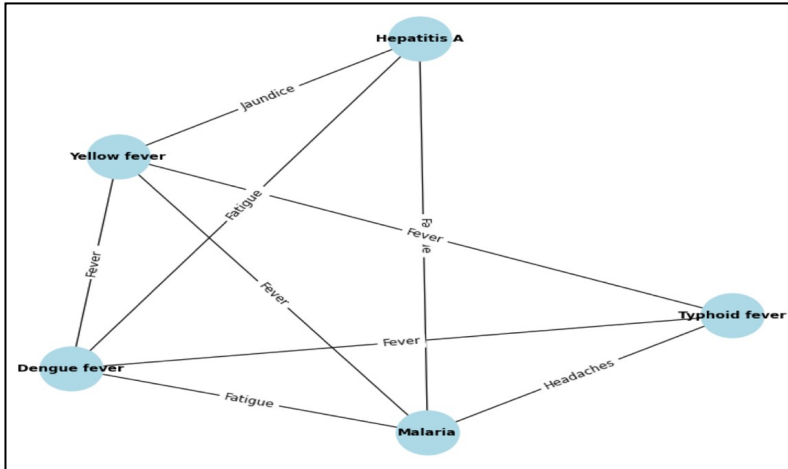 Hepatitis A
Jaundice
Yellow fever
Fatigue
Fever
Fever
Fever
Typhoid fever
Fever
Dengue fever
Headaches
Fatigue
Malaria